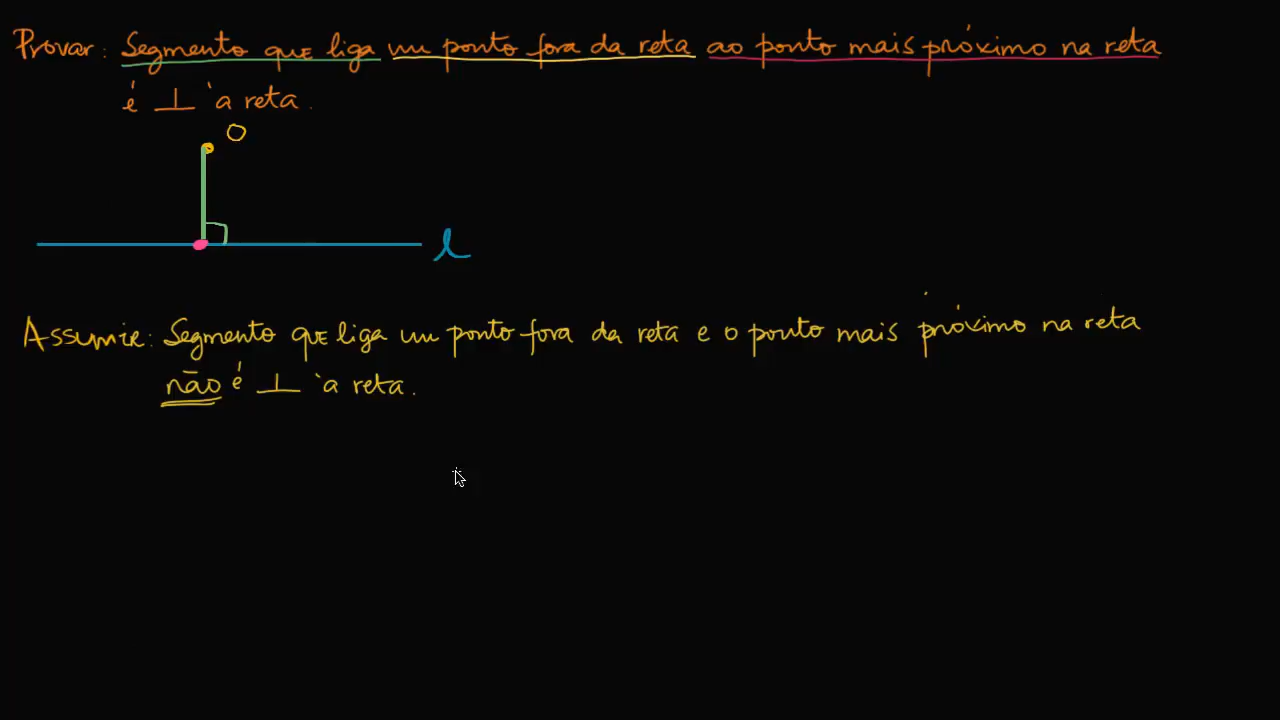 Provar: Segmento que liga um ponto fora da reta ao ponto mais próximo na reta
é ⊥ à reta.
O
l
Assumir: Segmento que liga um ponto fora da reta e o ponto mais próximo na reta
não é ⊥ à reta.